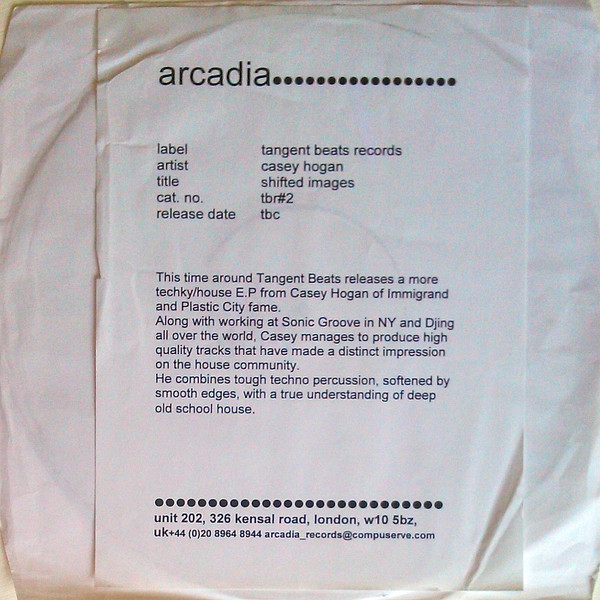 arcadia.................
label tangent beats records
artist casey hogan
title shifted images
cat. no. tbr#2
release date tbc
This time around Tangent Beats releases a more
techky/house E.P from Casey Hogan of Immigrand
and Plastic City fame.
Along with working at Sonic Groove in NY and Djing
all over the world, Casey manages to produce high
quality tracks that have made a distinct impression
on the house community.
He combines tough techno percussion, softened by
smooth edges, with a true understanding of deep
old school house.
unit 202, 326 kensal road, london, w10 5bz,
uk+44 (0)20 8964 8944 arcadia_records@compuserve.com